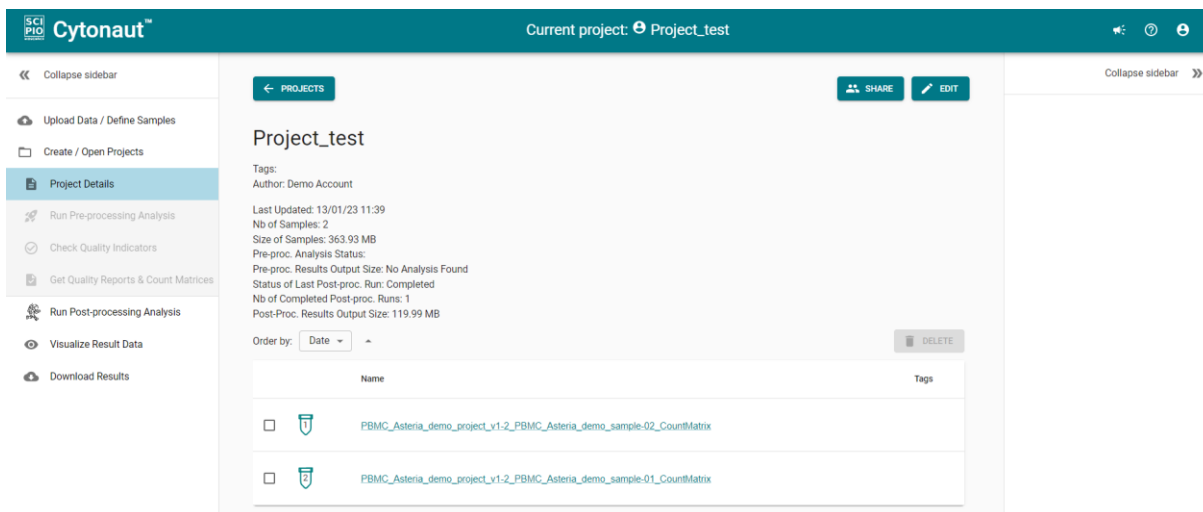 SCI
PIO
Cytonaut™
Current project: Project_test
Collapse sidebar
Upload Data / Define Samples
Create / Open Projects
Project Details
Run Pre-processing Analysis
Check Quality Indicators
Get Quality Reports & Count Matrices
Run Post-processing Analysis
Visualize Result Data
Download Results
PROJECTS
SHARE
EDIT
Project_test
Tags:
Author: Demo Account
Last Updated: 13/01/23 11:39
Nb of Samples: 2
Size of Samples: 363.93 MB
Pre-proc. Analysis Status:
Pre-proc. Results Output Size: No Analysis Found
Status of Last Post-proc. Run: Completed
Nb of Completed Post-proc. Runs: 1
Post-Proc. Results Output Size: 119.99 MB
Order by: Date
DELETE
Name Tags
1 PBMC_Asteria_demo_project_v1-2_PBMC_Asteria_demo_sample-02_CountMatrix
2 PBMC_Asteria_demo_project_v1-2_PBMC_Asteria_demo_sample-01_CountMatrix
Collapse sidebar